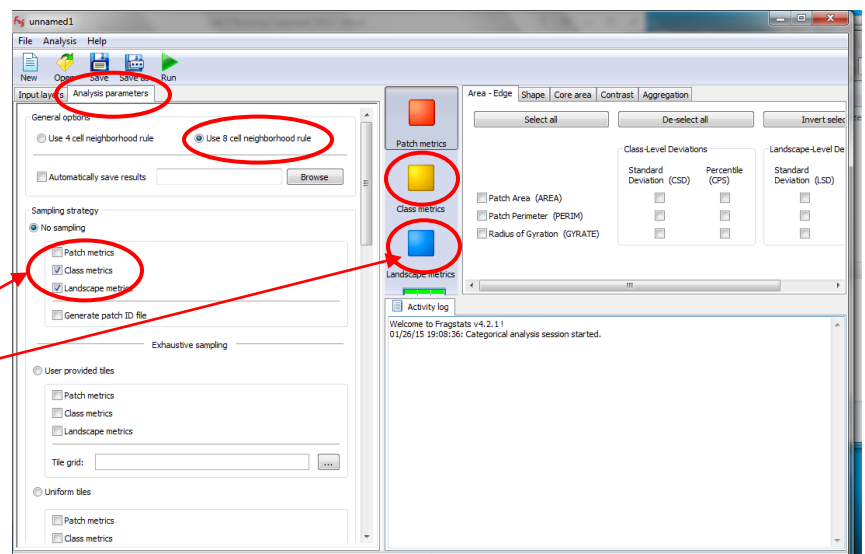 unnamed1
File Analysis Help
New Open Save Save as Run
Input layers Analysis parameters
General options
Use 4 cell neighborhood rule Use 8 cell neighborhood rule
Automatically save results Browse
Sampling strategy
No sampling
Patch metrics
Class metrics
Landscape metrics
Generate patch ID file
Exhaustive sampling
User provided tiles
Patch metrics
Class metrics
Landscape metrics
Tile grid: ...
Uniform tiles
Patch metrics
Class metrics
Patch metrics
Class metrics
Landscape metrics
Area - Edge Shape Core area Contrast Aggregation
Select all De-select all Invert selec
Class-Level Deviations Landscape-Level De
Standard Deviation (CSD) Percentile (CPS) Standard Deviation (LSD)
Patch Area (AREA)
Patch Perimeter (PERIM)
Radius of Gyration (GYRATE)
Activity log
Welcome to Fragstats v4.2.1 !
01/26/15 19:08:36: Categorical analysis session started.